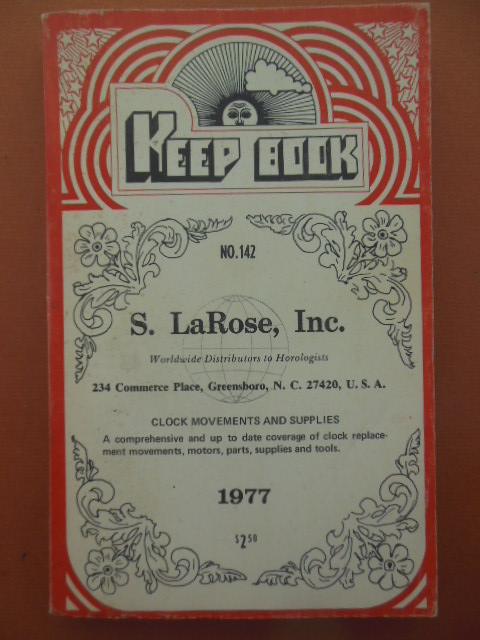 KEEP BOOK
NO. 142
S. LaRose, Inc.
Worldwide Distributors to Horologists
234 Commerce Place, Greensboro, N. C. 27420, U. S. A.
CLOCK MOVEMENTS AND SUPPLIES
A comprehensive and up to date coverage of clock replace-
ment movements, motors, parts, supplies and tools.
1977
$2.50